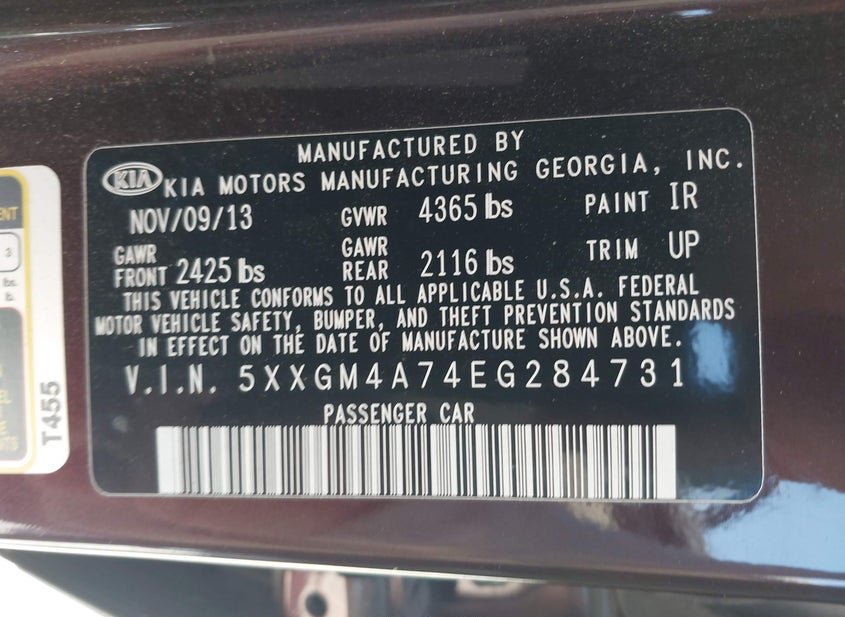 MANUFACTURED BY
KIA KIA MOTORS MANUFACTURING GEORGIA, INC.
NOV/09/13 GVWR 4365 lbs PAINT IR
GAWR FRONT 2425 lbs GAWR REAR 2116 lbs TRIM UP
THIS VEHICLE CONFORMS TO ALL APPLICABLE U.S.A. FEDERAL
MOTOR VEHICLE SAFETY, BUMPER, AND THEFT PREVENTION STANDARDS
IN EFFECT ON THE DATE OF MANUFACTURE SHOWN ABOVE.
V.I.N. 5XXGM4A74EG284731
PASSENGER CAR
T455
3